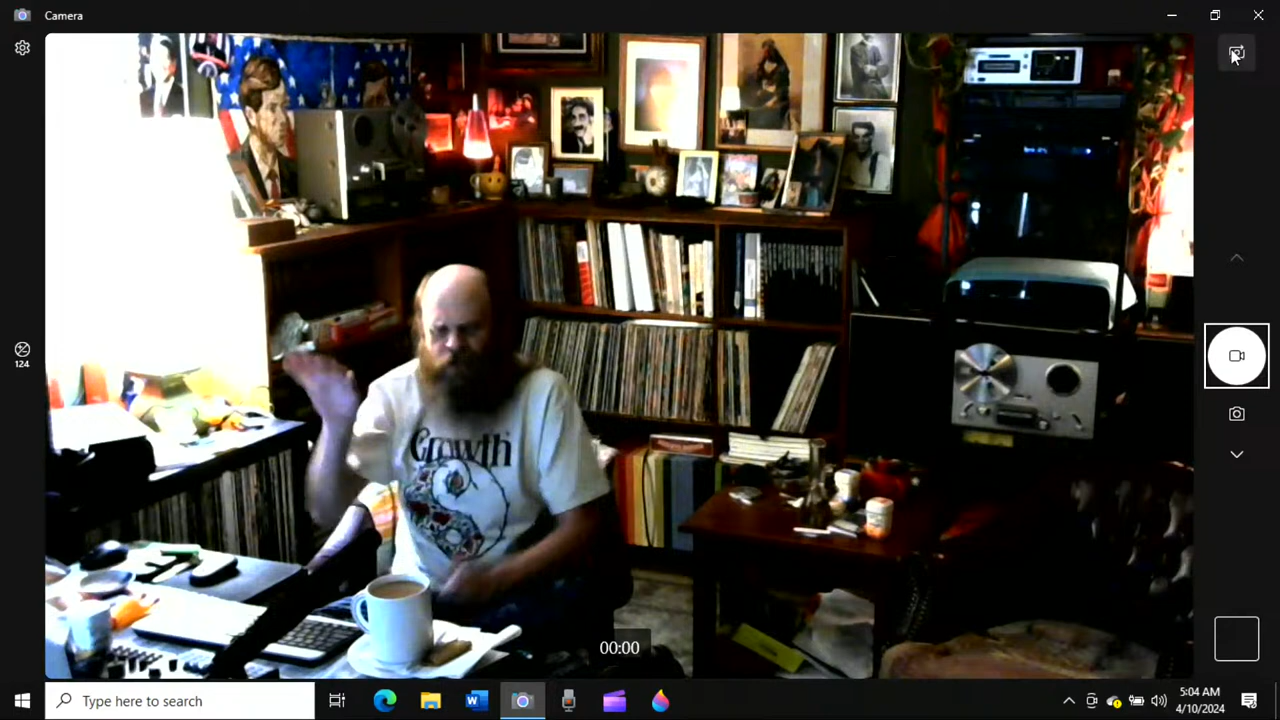 Camera
124
Growth
00:00
Type here to search
5:04 AM
4/10/2024